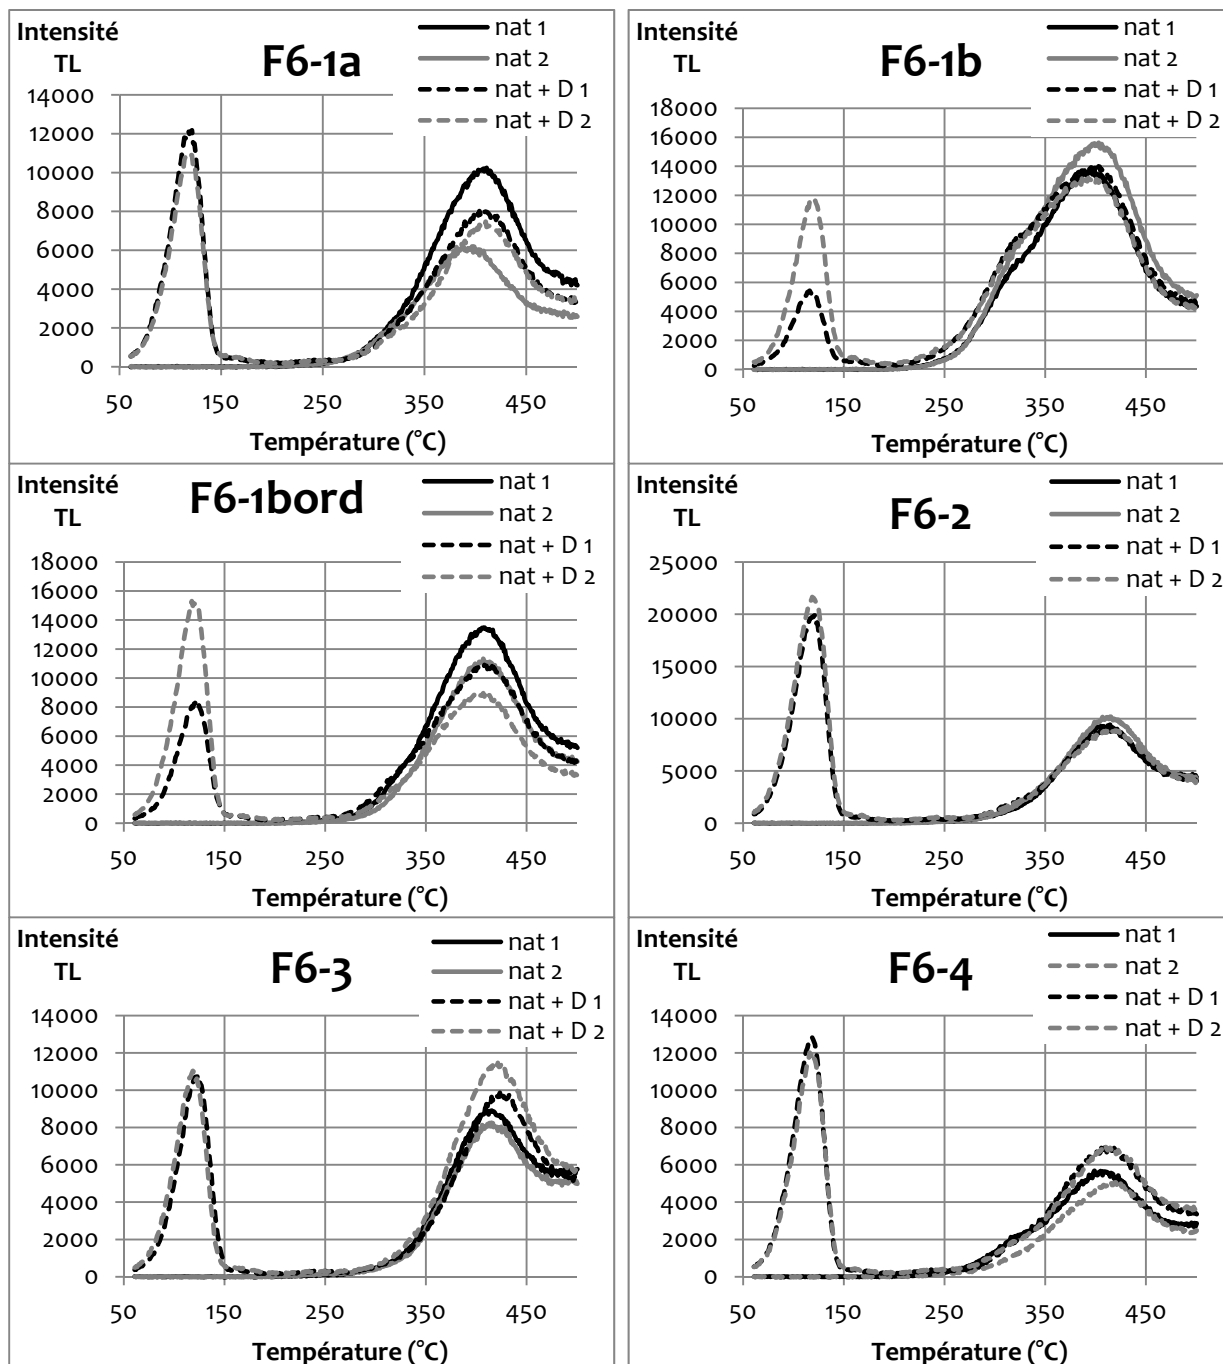 Intensité
TL
F6-1a
nat 1
nat 2
nat + D 1
nat + D 2
14000
12000
10000
8000
6000
4000
2000
0
50 150 250 350 450
Température (°C)
Intensité
TL
F6-1b
nat 1
nat 2
nat + D 1
nat + D 2
18000
16000
14000
12000
10000
8000
6000
4000
2000
0
50 150 250 350 450
Température (°C)
Intensité
TL
F6-1bord
nat 1
nat 2
nat + D 1
nat + D 2
18000
16000
14000
12000
10000
8000
6000
4000
2000
0
50 150 250 350 450
Température (°C)
Intensité
TL
F6-2
nat 1
nat 2
nat + D 1
nat + D 2
25000
20000
15000
10000
5000
0
50 150 250 350 450
Température (°C)
Intensité
TL
F6-3
nat 1
nat 2
nat + D 1
nat + D 2
14000
12000
10000
8000
6000
4000
2000
0
50 150 250 350 450
Température (°C)
Intensité
TL
F6-4
nat 1
nat 2
nat + D 1
nat + D 2
14000
12000
10000
8000
6000
4000
2000
0
50 150 250 350 450
Température (°C)